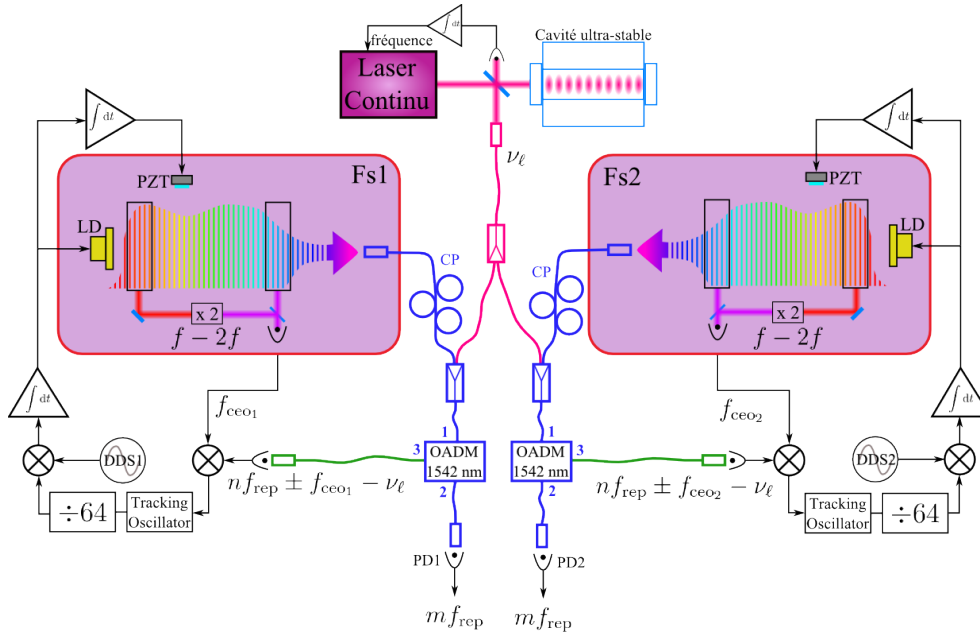 fréquence
∫dt
Laser
Continu
Cavité ultra-stable
ν_ℓ
∫dt
PZT
Fs1
LD
x 2
f − 2f
CP
∫dt
f_ceo₁
DDS1
÷64
Tracking
Oscillator
nf_rep ± f_ceo₁ − ν_ℓ
1
3
OADM
1542 nm
2
PD1
mf_rep
∫dt
PZT
Fs2
LD
x 2
f − 2f
CP
∫dt
f_ceo₂
DDS2
Tracking
Oscillator
÷64
nf_rep ± f_ceo₂ − ν_ℓ
1
3
OADM
1542 nm
2
PD2
mf_rep